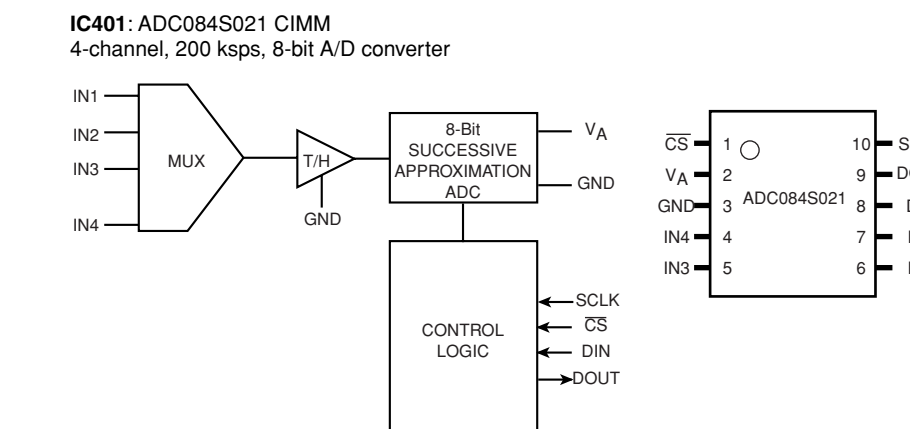 IC401: ADC084S021 CIMM
4-channel, 200 ksps, 8-bit A/D converter
IN1
IN2
IN3
IN4
MUX
T/H
GND
8-Bit
SUCCESSIVE
APPROXIMATION
ADC
VA
GND
CONTROL
LOGIC
SCLK
CS
DIN
DOUT
CS 1
VA 2
GND 3
IN4 4
IN3 5
ADC084S021
10 S
9
8
7
6